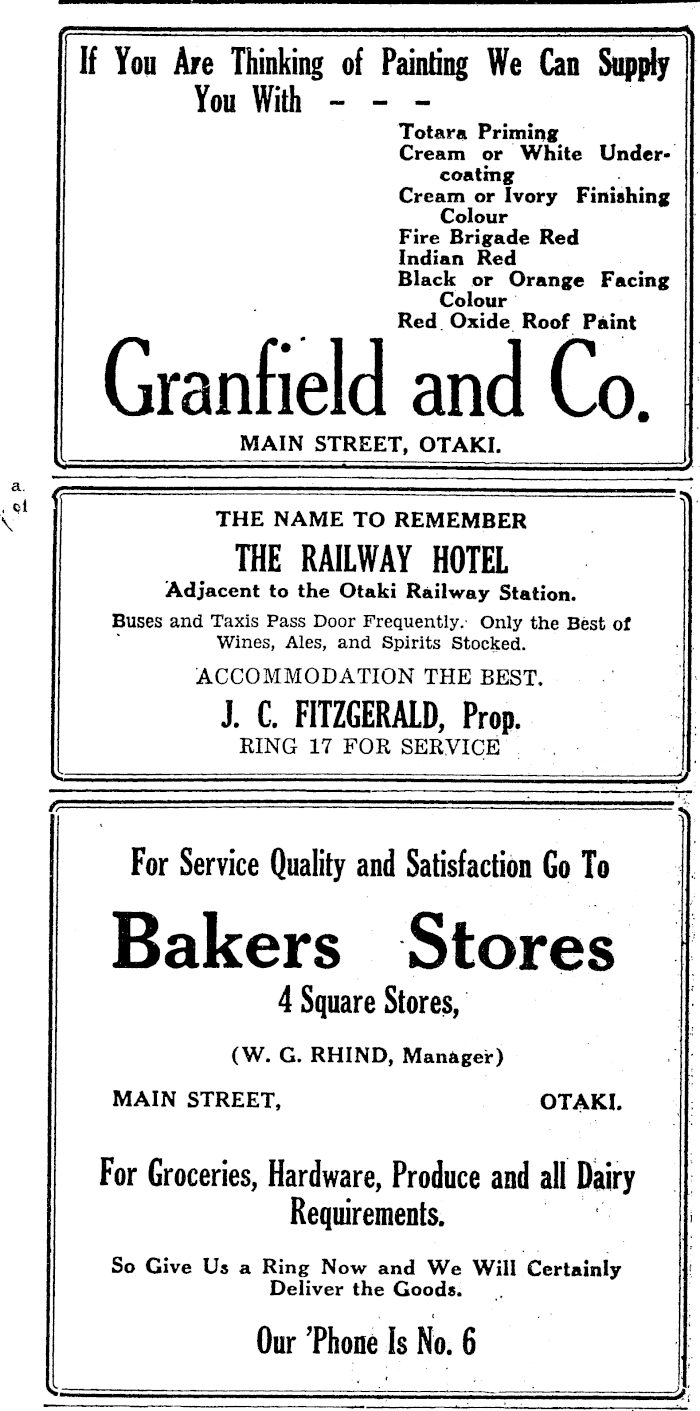 If You Are Thinking of Painting We Can Supply
You With - - -
Totara Priming
Cream or White Under-
coating
Cream or Ivory Finishing
Colour
Fire Brigade Red
Indian Red
Black or Orange Facing
Colour
Red Oxide Roof Paint
Granfield and Co.
MAIN STREET, OTAKI.
a.
of
THE NAME TO REMEMBER
THE RAILWAY HOTEL
Adjacent to the Otaki Railway Station.
Buses and Taxis Pass Door Frequently. Only the Best of
Wines, Ales, and Spirits Stocked.
ACCOMMODATION THE BEST.
J. C. FITZGERALD, Prop.
RING 17 FOR SERVICE
For Service Quality and Satisfaction Go To
Bakers Stores
4 Square Stores,
(W. G. RHIND, Manager)
MAIN STREET, OTAKI.
For Groceries, Hardware, Produce and all Dairy
Requirements.
So Give Us a Ring Now and We Will Certainly
Deliver the Goods.
Our 'Phone Is No. 6